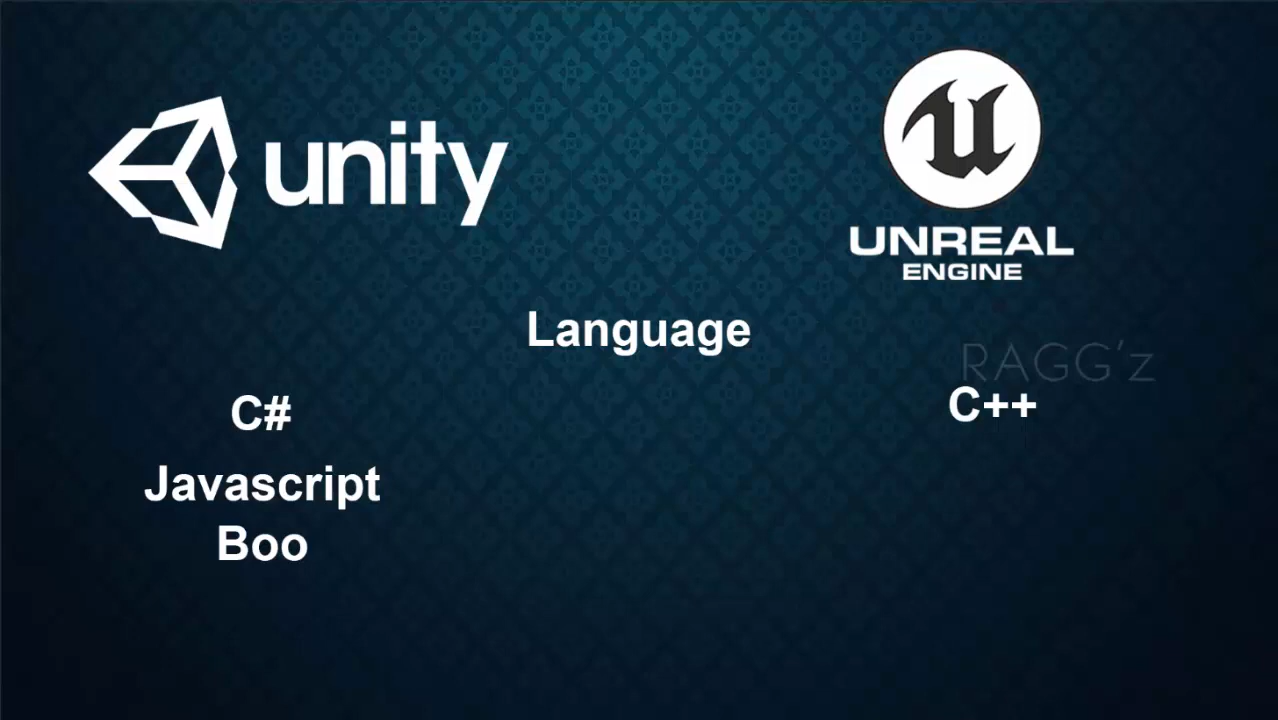 unity
UNREAL
ENGINE
Language
RAGG'z
C#
C++
Javascript
Boo